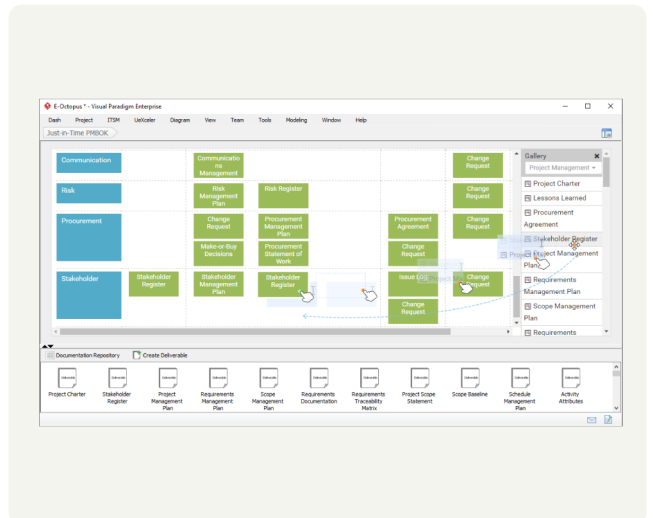 E-Octopus * - Visual Paradigm Enterprise
Dash Project ITSM UeXceler Diagram View Team Tools Modeling Window Help
Just-in-Time PMBOK
Communication
Communicatio
ns
Management
Change
Request
Risk
Risk
Management
Plan
Risk Register
Change
Request
Procurement
Change
Request
Procurement
Management
Plan
Procurement
Agreement
Change
Request
Make-or-Buy
Decisions
Procurement
Statement of
Work
Change
Request
Stakeholder
Stakeholder
Register
Stakeholder
Management
Plan
Stakeholder
Register
Issue Log
Change
Request
Change
Request
Gallery
Project Management
Project Charter
Lessons Learned
Procurement
Agreement
Stakeholder Register
Project Management
Plan
Requirements
Management Plan
Scope Management
Plan
Requirements
Documentation Repository Create Deliverable
Project Charter
Stakeholder
Register
Project
Management
Plan
Requirements
Management
Plan
Scope
Management
Plan
Requirements
Documentation
Requirements
Traceability
Matrix
Project Scope
Statement
Scope Baseline
Schedule
Management
Plan
Activity
Attributes